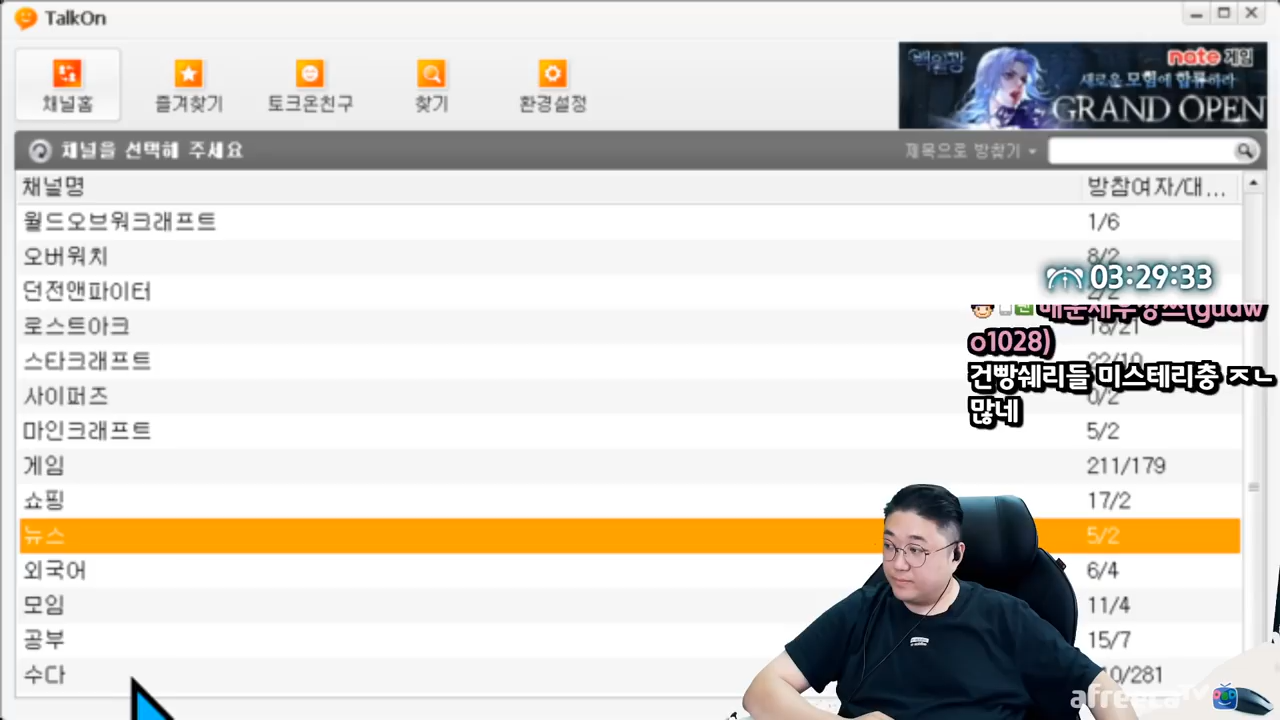 TalkOn
채널홈
즐겨찾기
토크온친구
찾기
환경설정
백일몽
nate 게임
새로운 모험에 합류하라
GRAND OPEN
채널을 선택해 주세요
제목으로 방찾기
채널명 방참여자/대...
월드오브워크래프트 1/6
오버워치 8/2
03:29:33
던전앤파이터 2/2
로스트아크 18/21
o1028)
스타크래프트
건빵쉐리들 미스테리충 ㅈㄴ
사이퍼즈 0/2
많네
마인크래프트 5/2
게임 211/179
쇼핑 17/2
뉴스 5/2
외국어 6/4
모임 11/4
공부 15/7
수다
afreecaTV